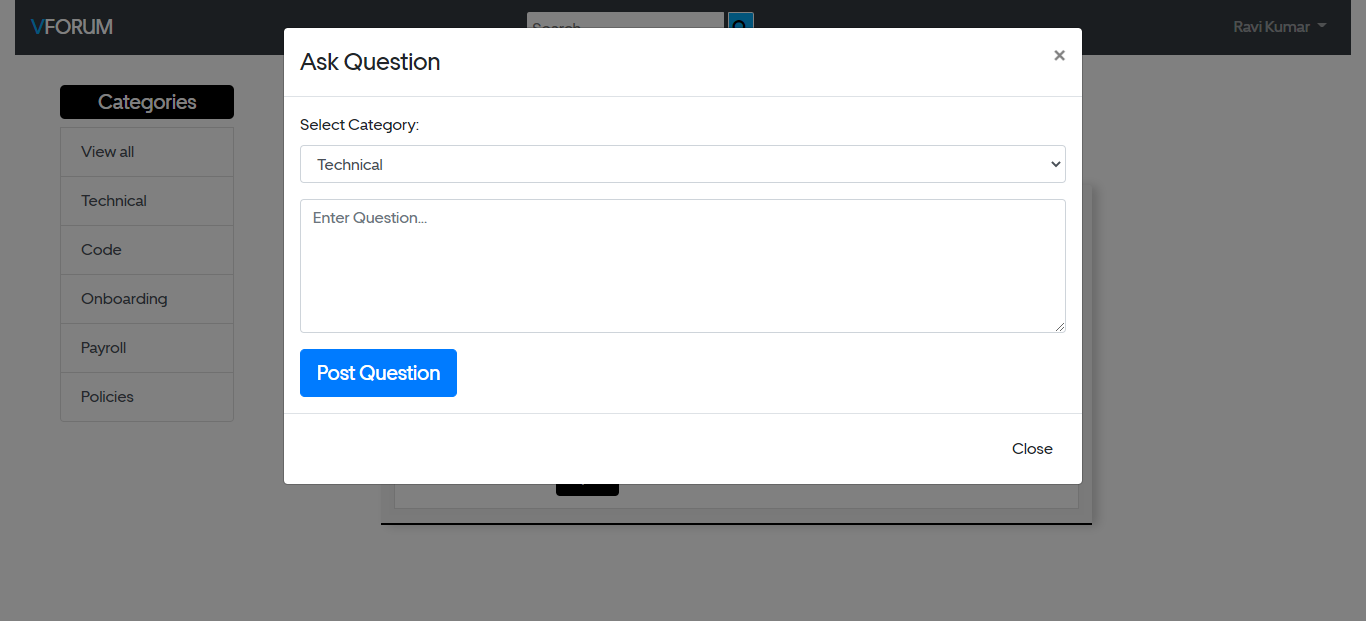 VFORUM
Search
Ravi Kumar
Ask Question
×
Categories
View all
Technical
Code
Onboarding
Payroll
Policies
Select Category:
Technical
Enter Question...
Post Question
Close